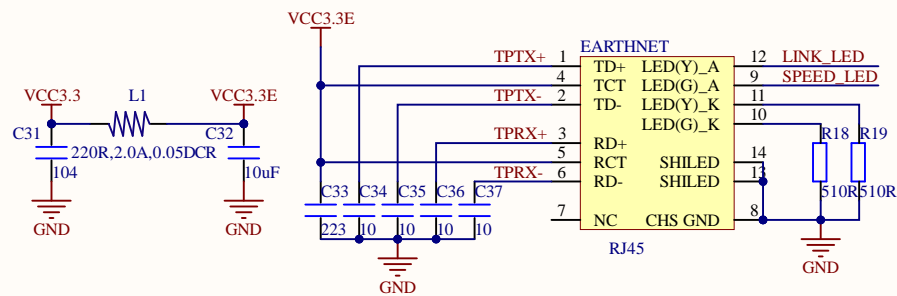 VCC3.3E
EARTHNET
TPTX+ 1 TD+ LED(Y)_A 12 LINK_LED
4 TCT LED(G)_A 9 SPEED_LED
VCC3.3 L1 VCC3.3E
TPTX- 2 TD- LED(Y)_K 11
LED(G)_K 10
C31 C32
TPRX+ 3 RD+ R18 R19
220R,2.0A,0.05DCR
5 RCT SHILED 14
104 10uF
TPRX- 6 RD- SHILED 13
C33 C34 C35 C36 C37
510R 510R
GND GND
7 NC CHS GND 8
223 10 10 10 10
RJ45
GND
GND